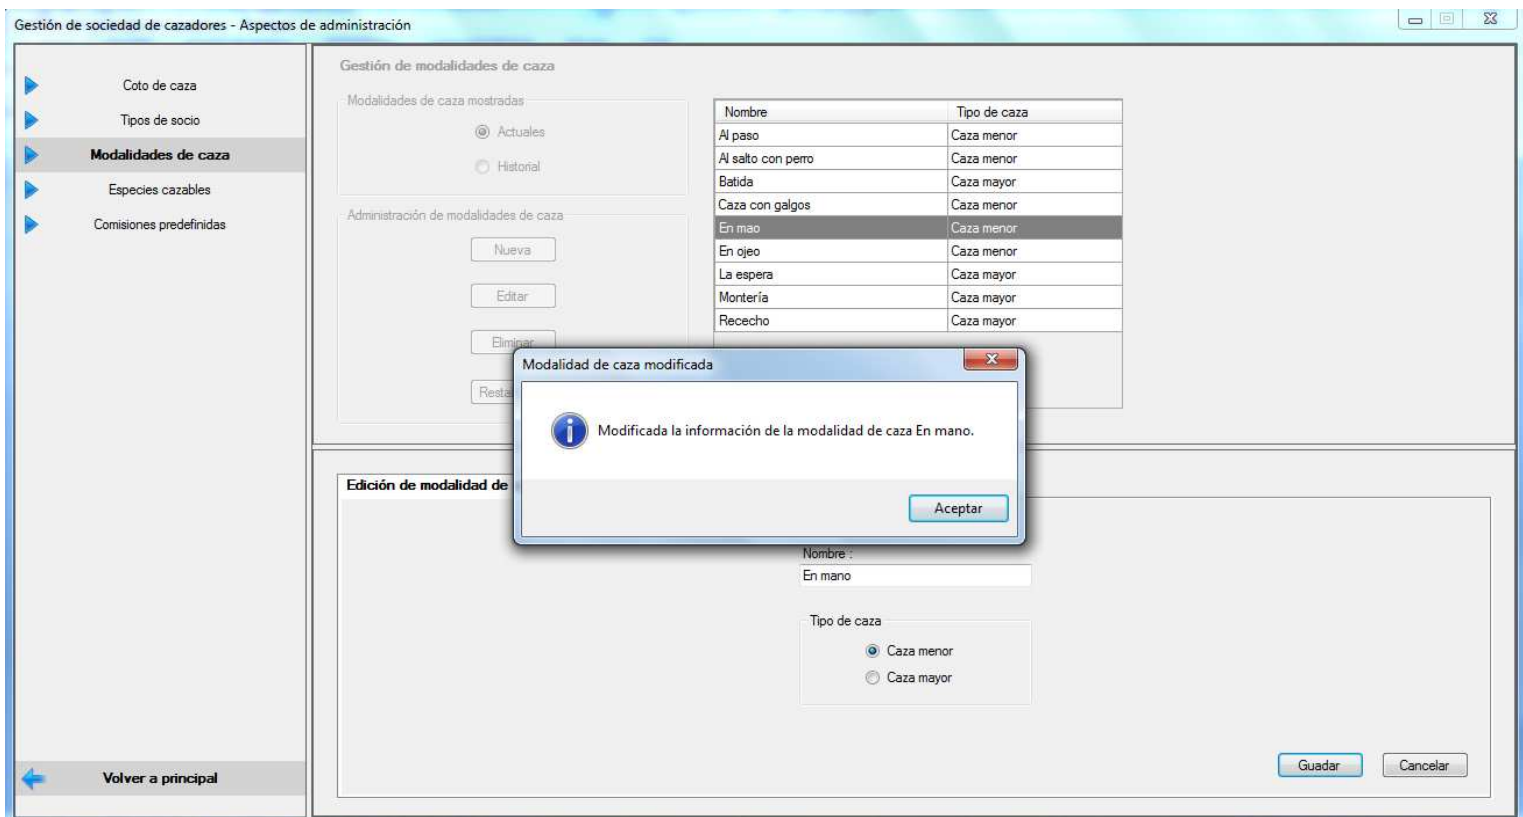 Gestión de sociedad de cazadores - Aspectos de administración
Coto de caza
Tipos de socio
Modalidades de caza
Especies cazables
Comisiones predefinidas
Volver a principal
Gestión de modalidades de caza
Modalidades de caza mostradas
Actuales
Historial
Administración de modalidades de caza
Nueva
Editar
Eliminar
Nombre Tipo de caza
Al paso Caza menor
Al salto con perro Caza menor
Batida Caza mayor
Caza con galgos Caza menor
En mao Caza menor
En ojeo Caza menor
La espera Caza mayor
Montería Caza mayor
Rececho Caza mayor
Modalidad de caza modificada
Modificada la información de la modalidad de caza En mano.
Aceptar
Edición de modalidad de
Nombre :
En mano
Tipo de caza
Caza menor
Caza mayor
Guadar Cancelar